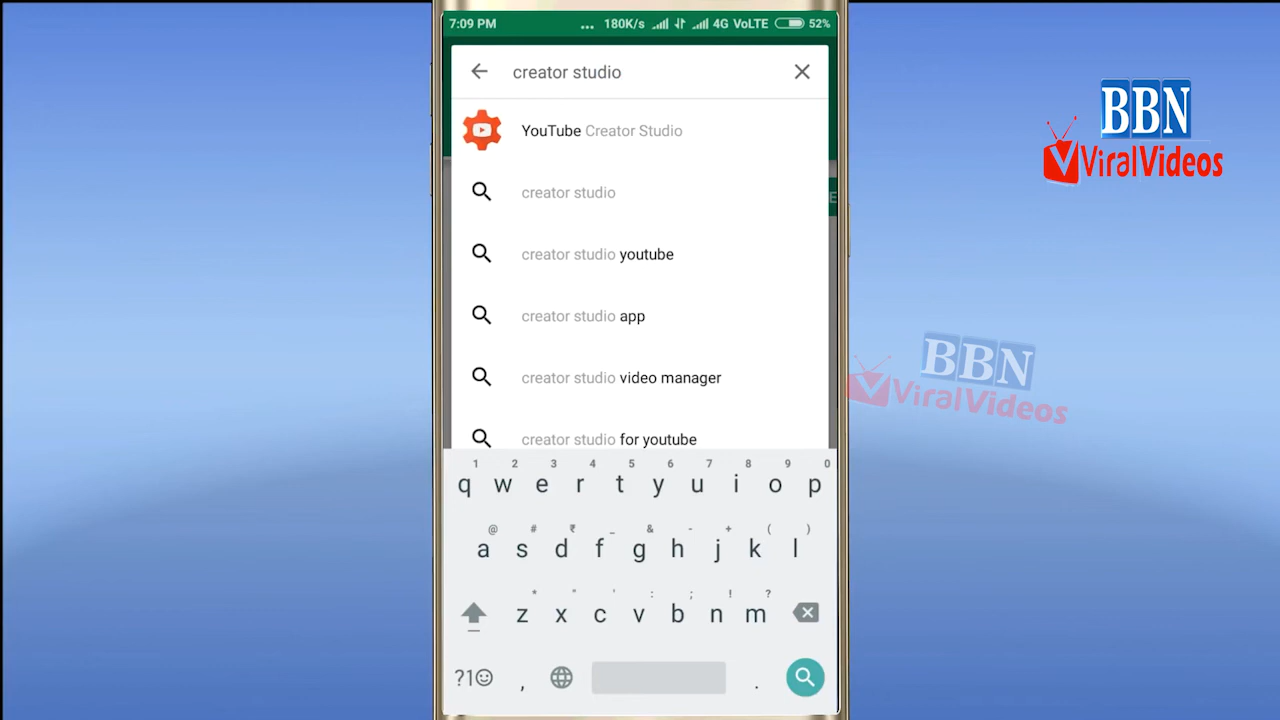 7:09 PM ... 180K/s 4G VoLTE 52%
creator studio
YouTube Creator Studio
creator studio
creator studio youtube
creator studio app
creator studio video manager
creator studio for youtube
1 2 3 4 5 6 7 8 9 0
q w e r t y u i o p
@ # ₹ _ & - + ( )
a s d f g h j k l
* " ' : ; ! ?
z x c v b n m
?1☺ , .
E
BBN
ViralVideos
BBN
ViralVideos